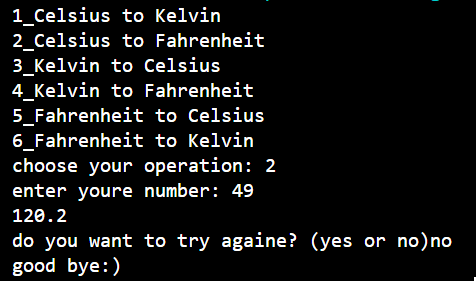 1_Celsius to Kelvin
2_Celsius to Fahrenheit
3_Kelvin to Celsius
4_Kelvin to Fahrenheit
5_Fahrenheit to Celsius
6_Fahrenheit to Kelvin
choose your operation: 2
enter youre number: 49
120.2
do you want to try againe? (yes or no)no
good bye:)